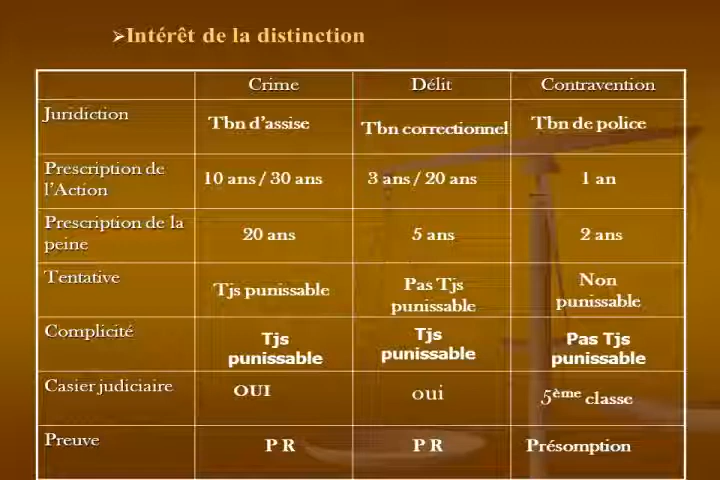 ➢Intérêt de la distinction
Crime Délit Contravention
Juridiction Tbn d'assise Tbn correctionnel Tbn de police
Prescription de l'Action 10 ans / 30 ans 3 ans / 20 ans 1 an
Prescription de la peine 20 ans 5 ans 2 ans
Tentative Tjs punissable Pas Tjs punissable Non punissable
Complicité Tjs punissable Tjs punissable Pas Tjs punissable
Casier judiciaire OUI oui 5ème classe
Preuve P R P R Présomption